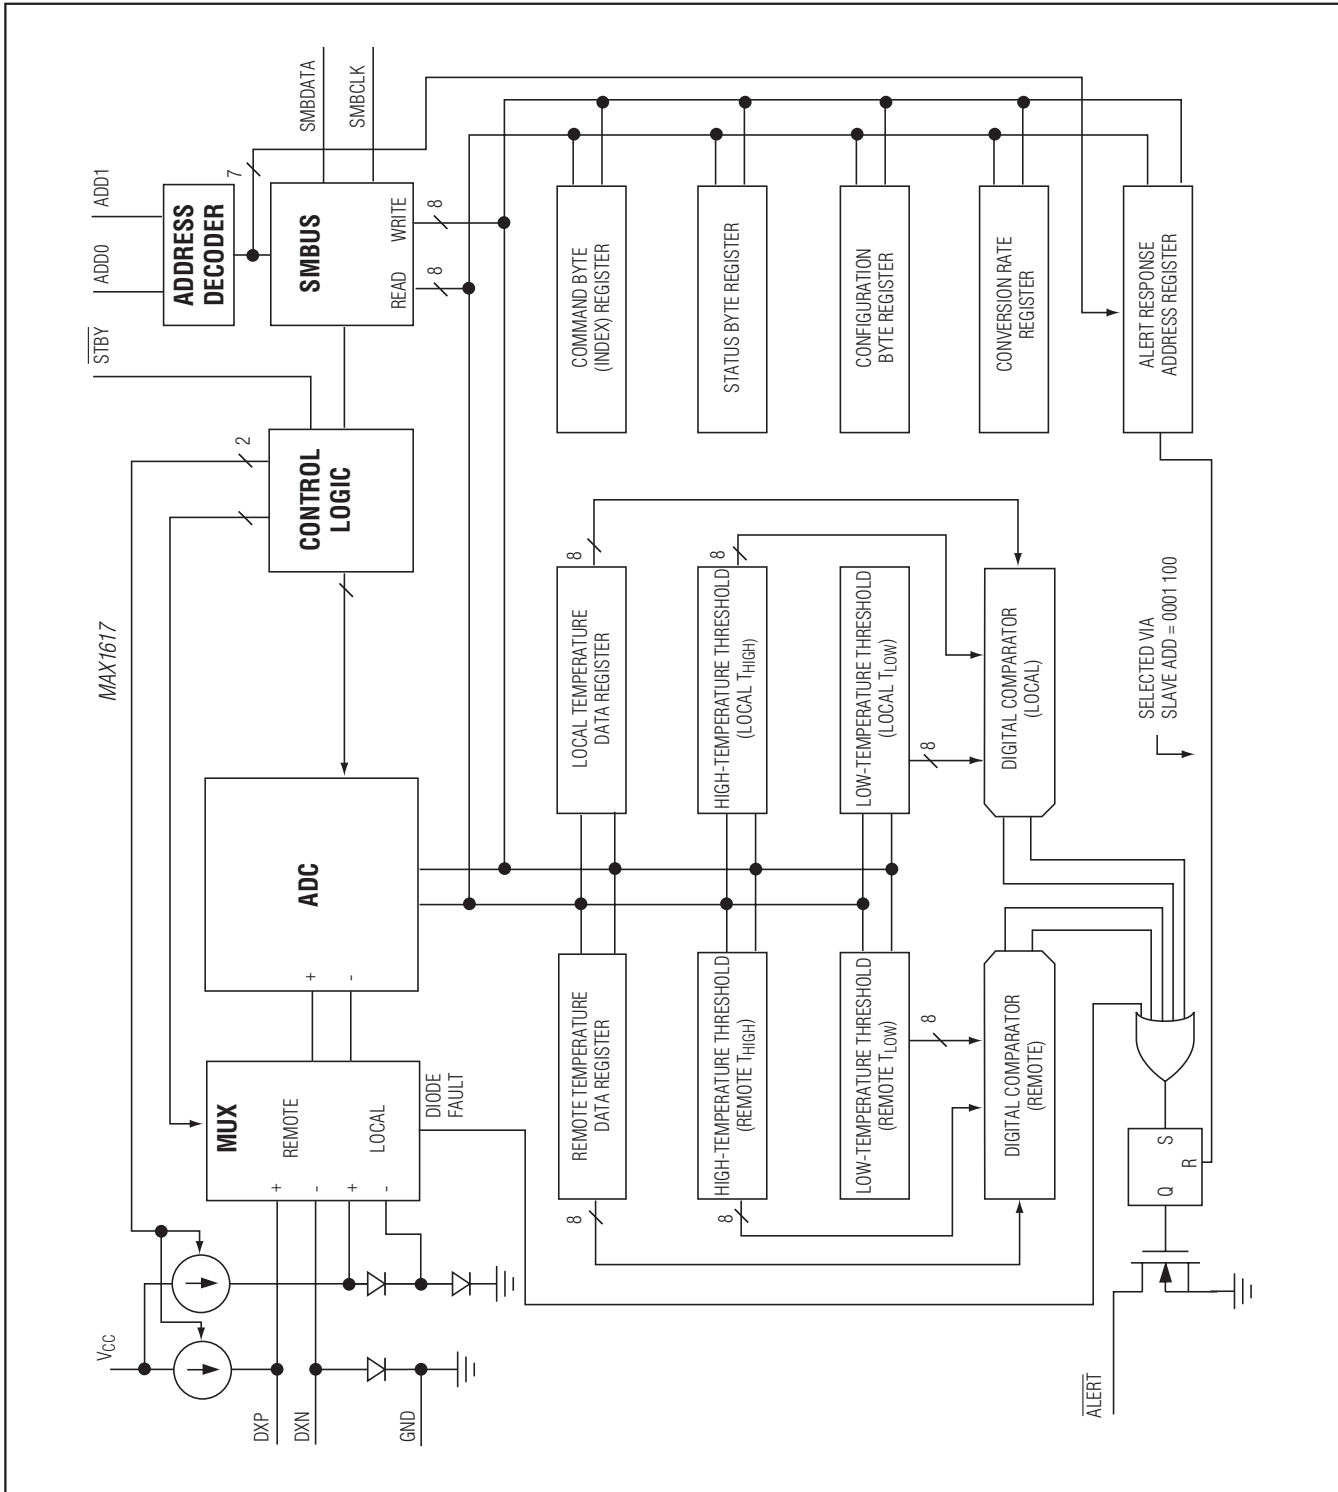 MAX1617
VCC
DXP
DXN
GND
+
-
+
-
MUX
REMOTE
LOCAL
DIODE
FAULT
+
-
ADC
2
CONTROL
LOGIC
STBY
ADD0
ADD1
ADDRESS
DECODER
7
SMBUS
READ
WRITE
8
8
SMBDATA
SMBCLK
REMOTE TEMPERATURE
DATA REGISTER
8
LOCAL TEMPERATURE
DATA REGISTER
8
COMMAND BYTE
(INDEX) REGISTER
HIGH-TEMPERATURE THRESHOLD
(REMOTE THIGH)
8
HIGH-TEMPERATURE THRESHOLD
(LOCAL THIGH)
8
STATUS BYTE REGISTER
LOW-TEMPERATURE THRESHOLD
(REMOTE TLOW)
8
LOW-TEMPERATURE THRESHOLD
(LOCAL TLOW)
8
CONFIGURATION
BYTE REGISTER
DIGITAL COMPARATOR
(REMOTE)
DIGITAL COMPARATOR
(LOCAL)
CONVERSION RATE
REGISTER
ALERT RESPONSE
ADDRESS REGISTER
SELECTED VIA
SLAVE ADD = 0001 100
ALERT
Q
S
R